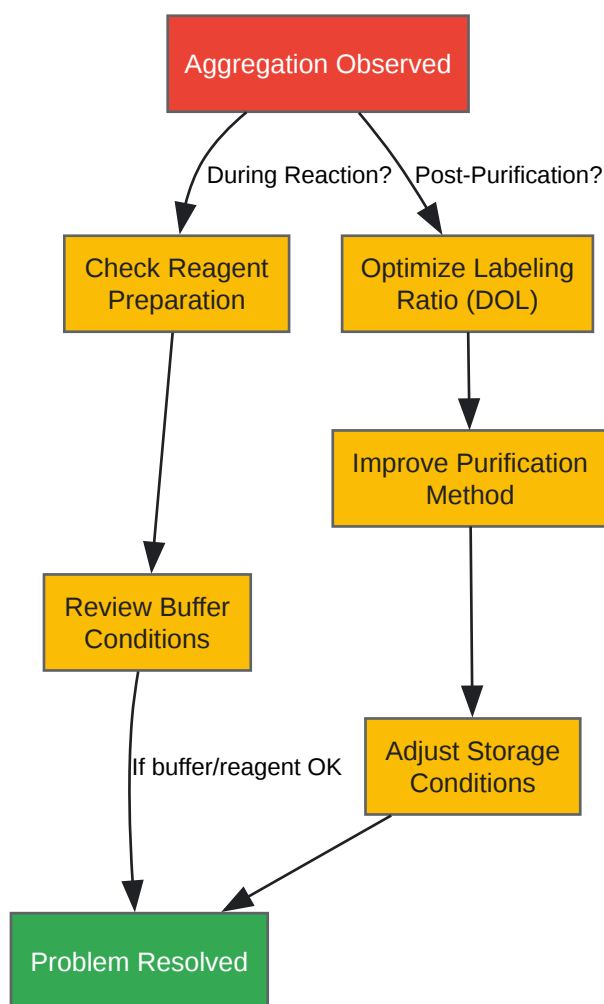 Aggregation Observed
During Reaction?
Post-Purification?
Check Reagent
Preparation
Optimize Labeling
Ratio (DOL)
Improve Purification
Method
Review Buffer
Conditions
Adjust Storage
Conditions
If buffer/reagent OK
Problem Resolved